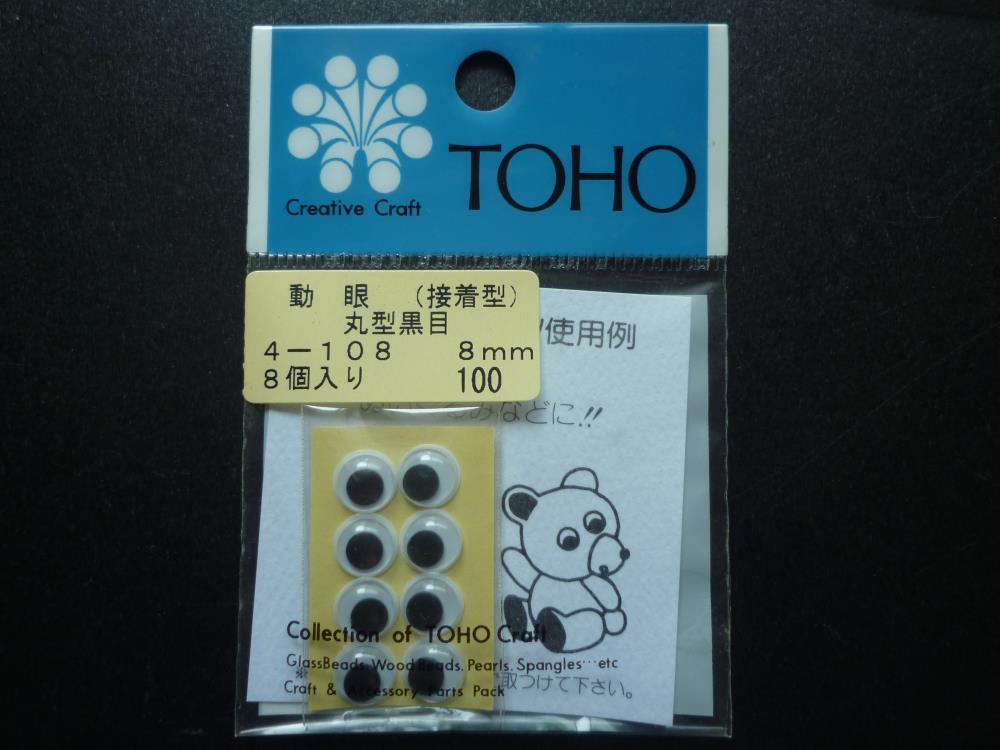 TOHO
Creative Craft
動 眼 （接着型）
丸型黒目
4－108 8mm
8個入り 100
使用例
などに!!
Collection of TOHO Craft
GlassBeads. Wood Beads. Pearls. Spangles…etc
Craft & Accessory Parts Pack
取つけて下さい。